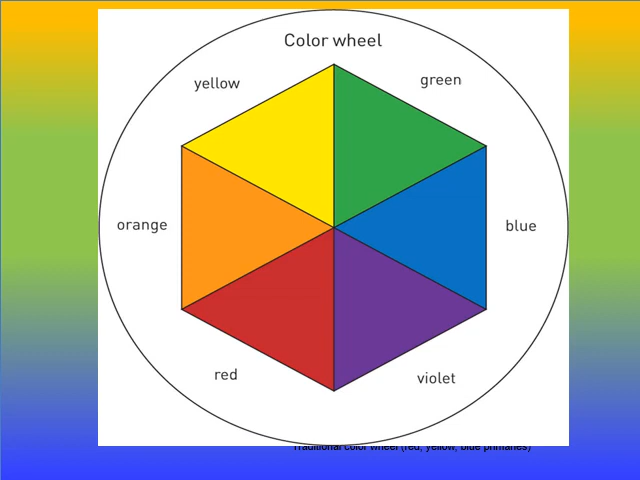 Color wheel
yellow
green
orange
blue
red
violet
Traditional color wheel (red, yellow, blue primaries)